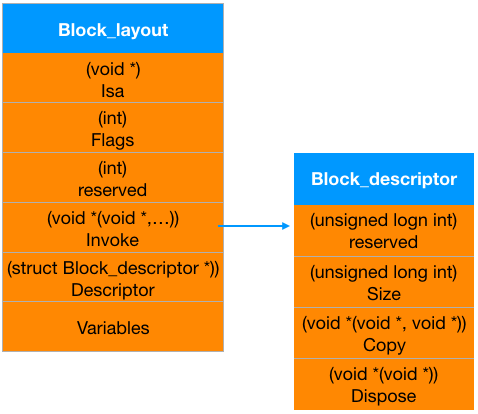 Block_layout
(void *)
Isa
(int)
Flags
(int)
reserved
(void *(void *,...))
Invoke
(struct Block_descriptor *))
Descriptor
Variables
Block_descriptor
(unsigned logn int)
reserved
(unsigned long int)
Size
(void *(void *, void *))
Copy
(void *(void *))
Dispose